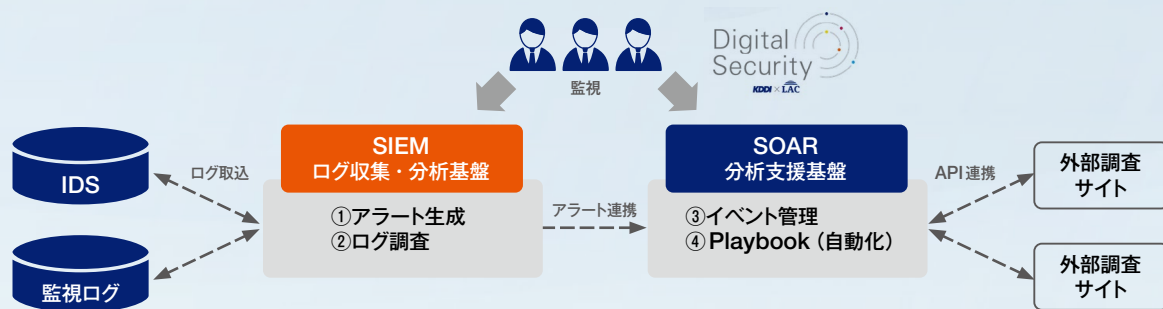 監視
Digital
Security
KDDI × LAC
IDS
監視ログ
ログ取込
SIEM
ログ収集・分析基盤
①アラート生成
②ログ調査
アラート連携
SOAR
分析支援基盤
③イベント管理
④Playbook（自動化）
API連携
外部調査
サイト
外部調査
サイト